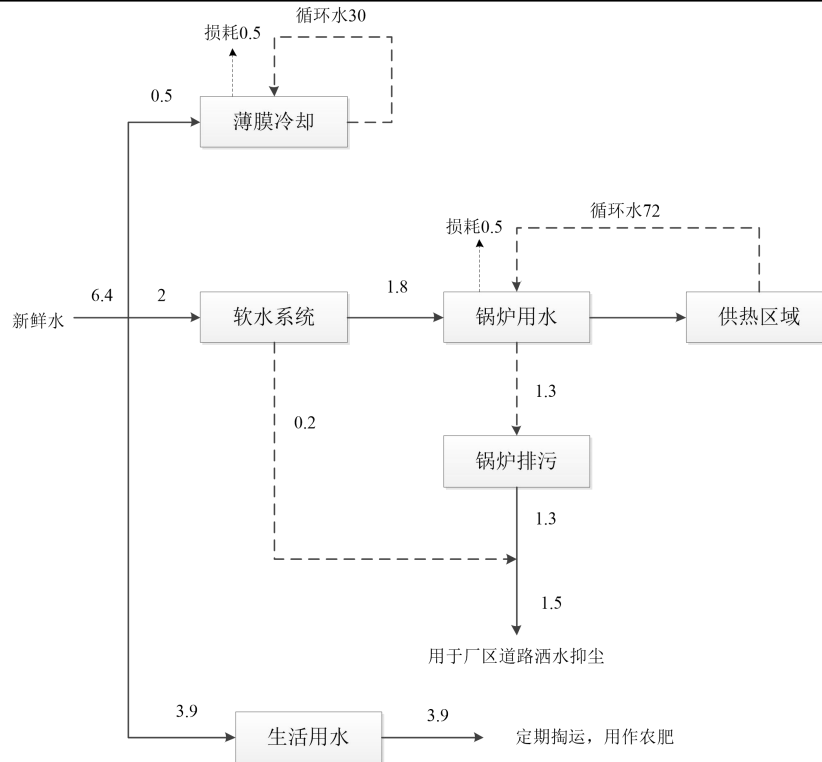 循环水30
损耗0.5
0.5
薄膜冷却
循环水72
损耗0.5
6.4
2
1.8
新鲜水
软水系统
锅炉用水
供热区域
1.3
0.2
锅炉排污
1.3
1.5
用于厂区道路洒水抑尘
3.9
3.9
生活用水
定期掏运，用作农肥